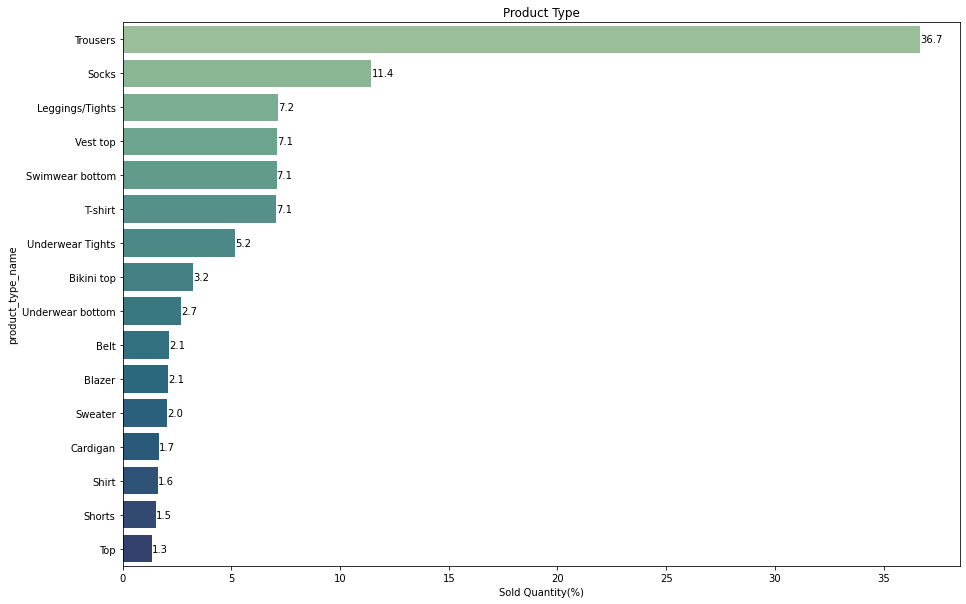 Product Type
Trousers 36.7
Socks 11.4
Leggings/Tights 7.2
Vest top 7.1
Swimwear bottom 7.1
T-shirt 7.1
Underwear Tights 5.2
Bikini top 3.2
Underwear bottom 2.7
Belt 2.1
Blazer 2.1
Sweater 2.0
Cardigan 1.7
Shirt 1.6
Shorts 1.5
Top 1.3
product_type_name
0 5 10 15 20 25 30 35
Sold Quantity(%)